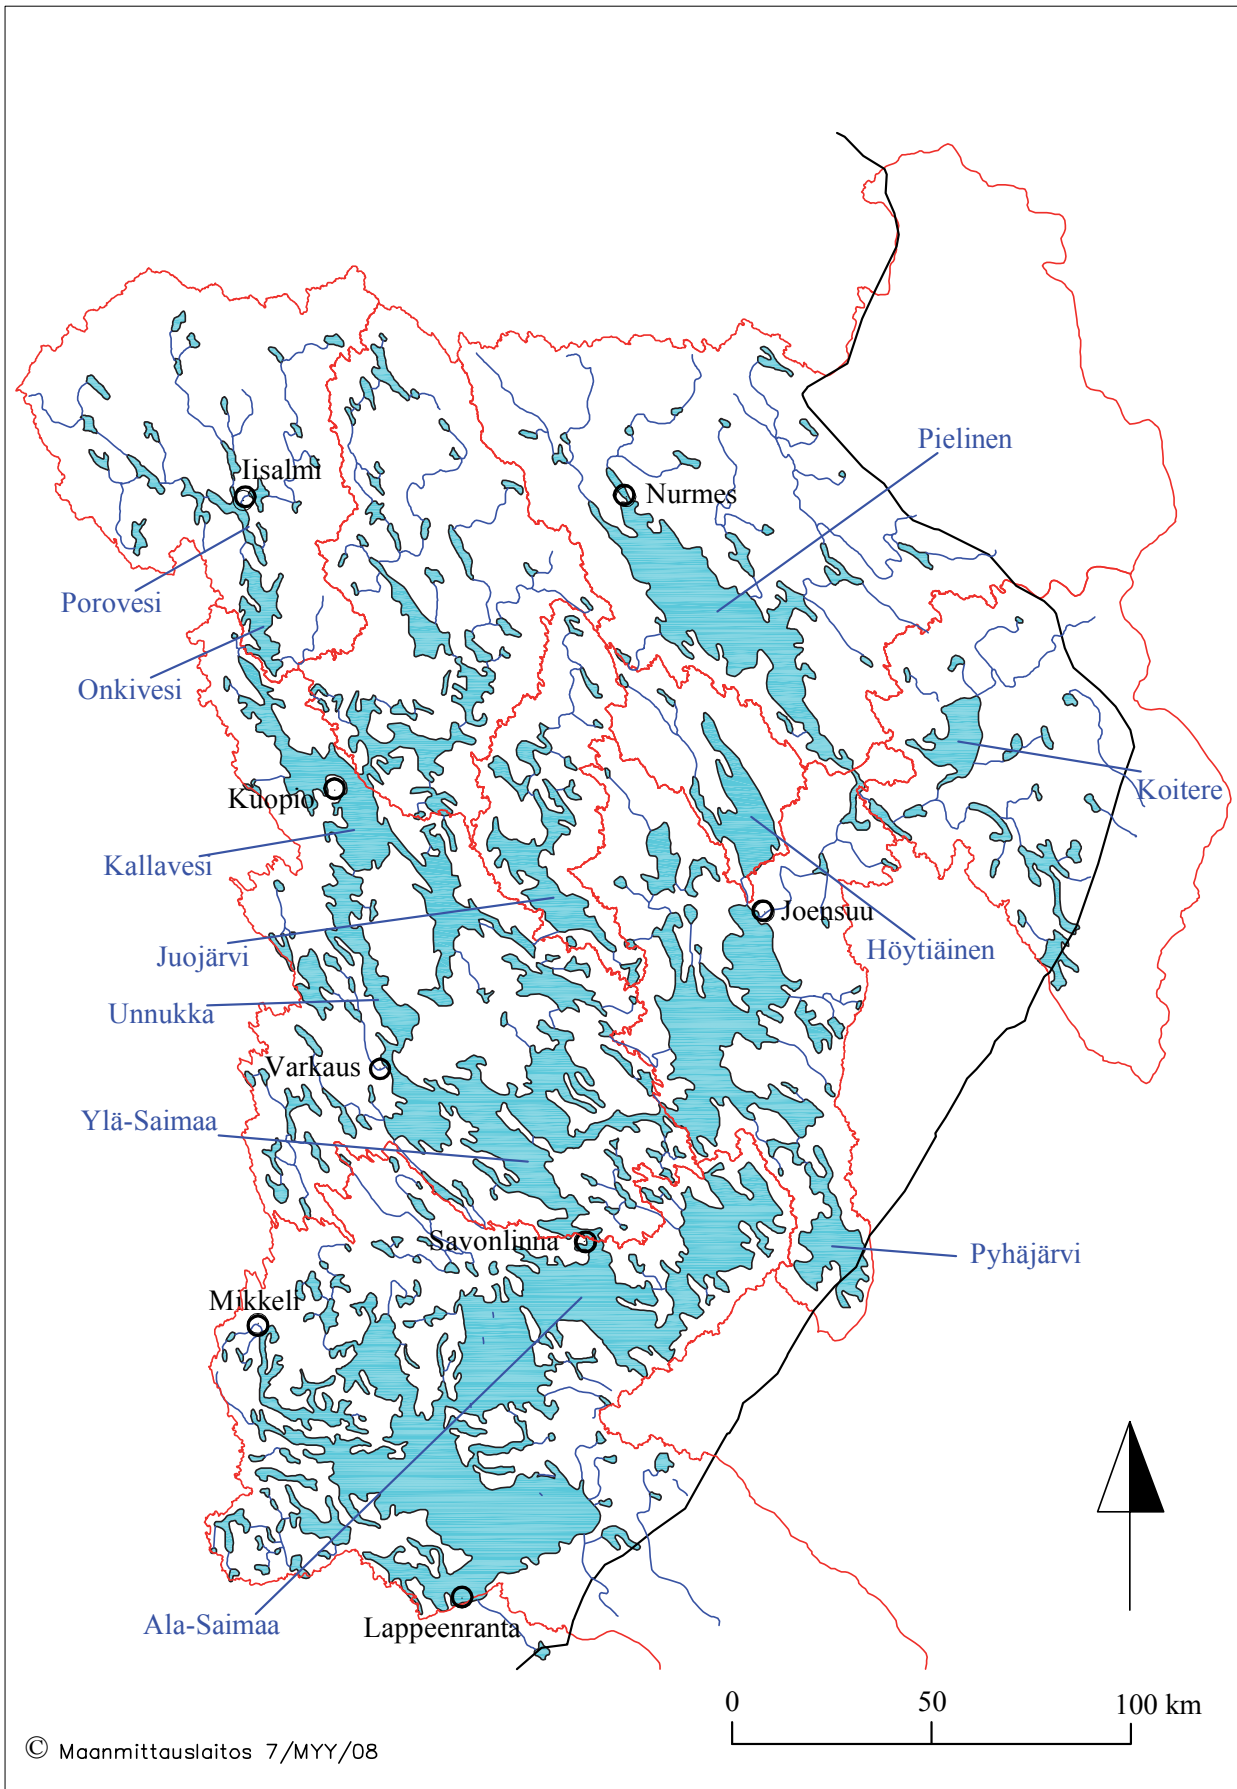 Pielinen
Iisalmi
Nurmes
Porovesi
Onkivesi
Koitere
Kuopio
Kallavesi
Joensuu
Höytiäinen
Juojärvi
Unnukka
Varkaus
Ylä-Saimaa
Savonlinna
Pyhäjärvi
Mikkeli
Ala-Saimaa
Lappeenranta
0 50 100 km
© Maanmittauslaitos 7/MYY/08